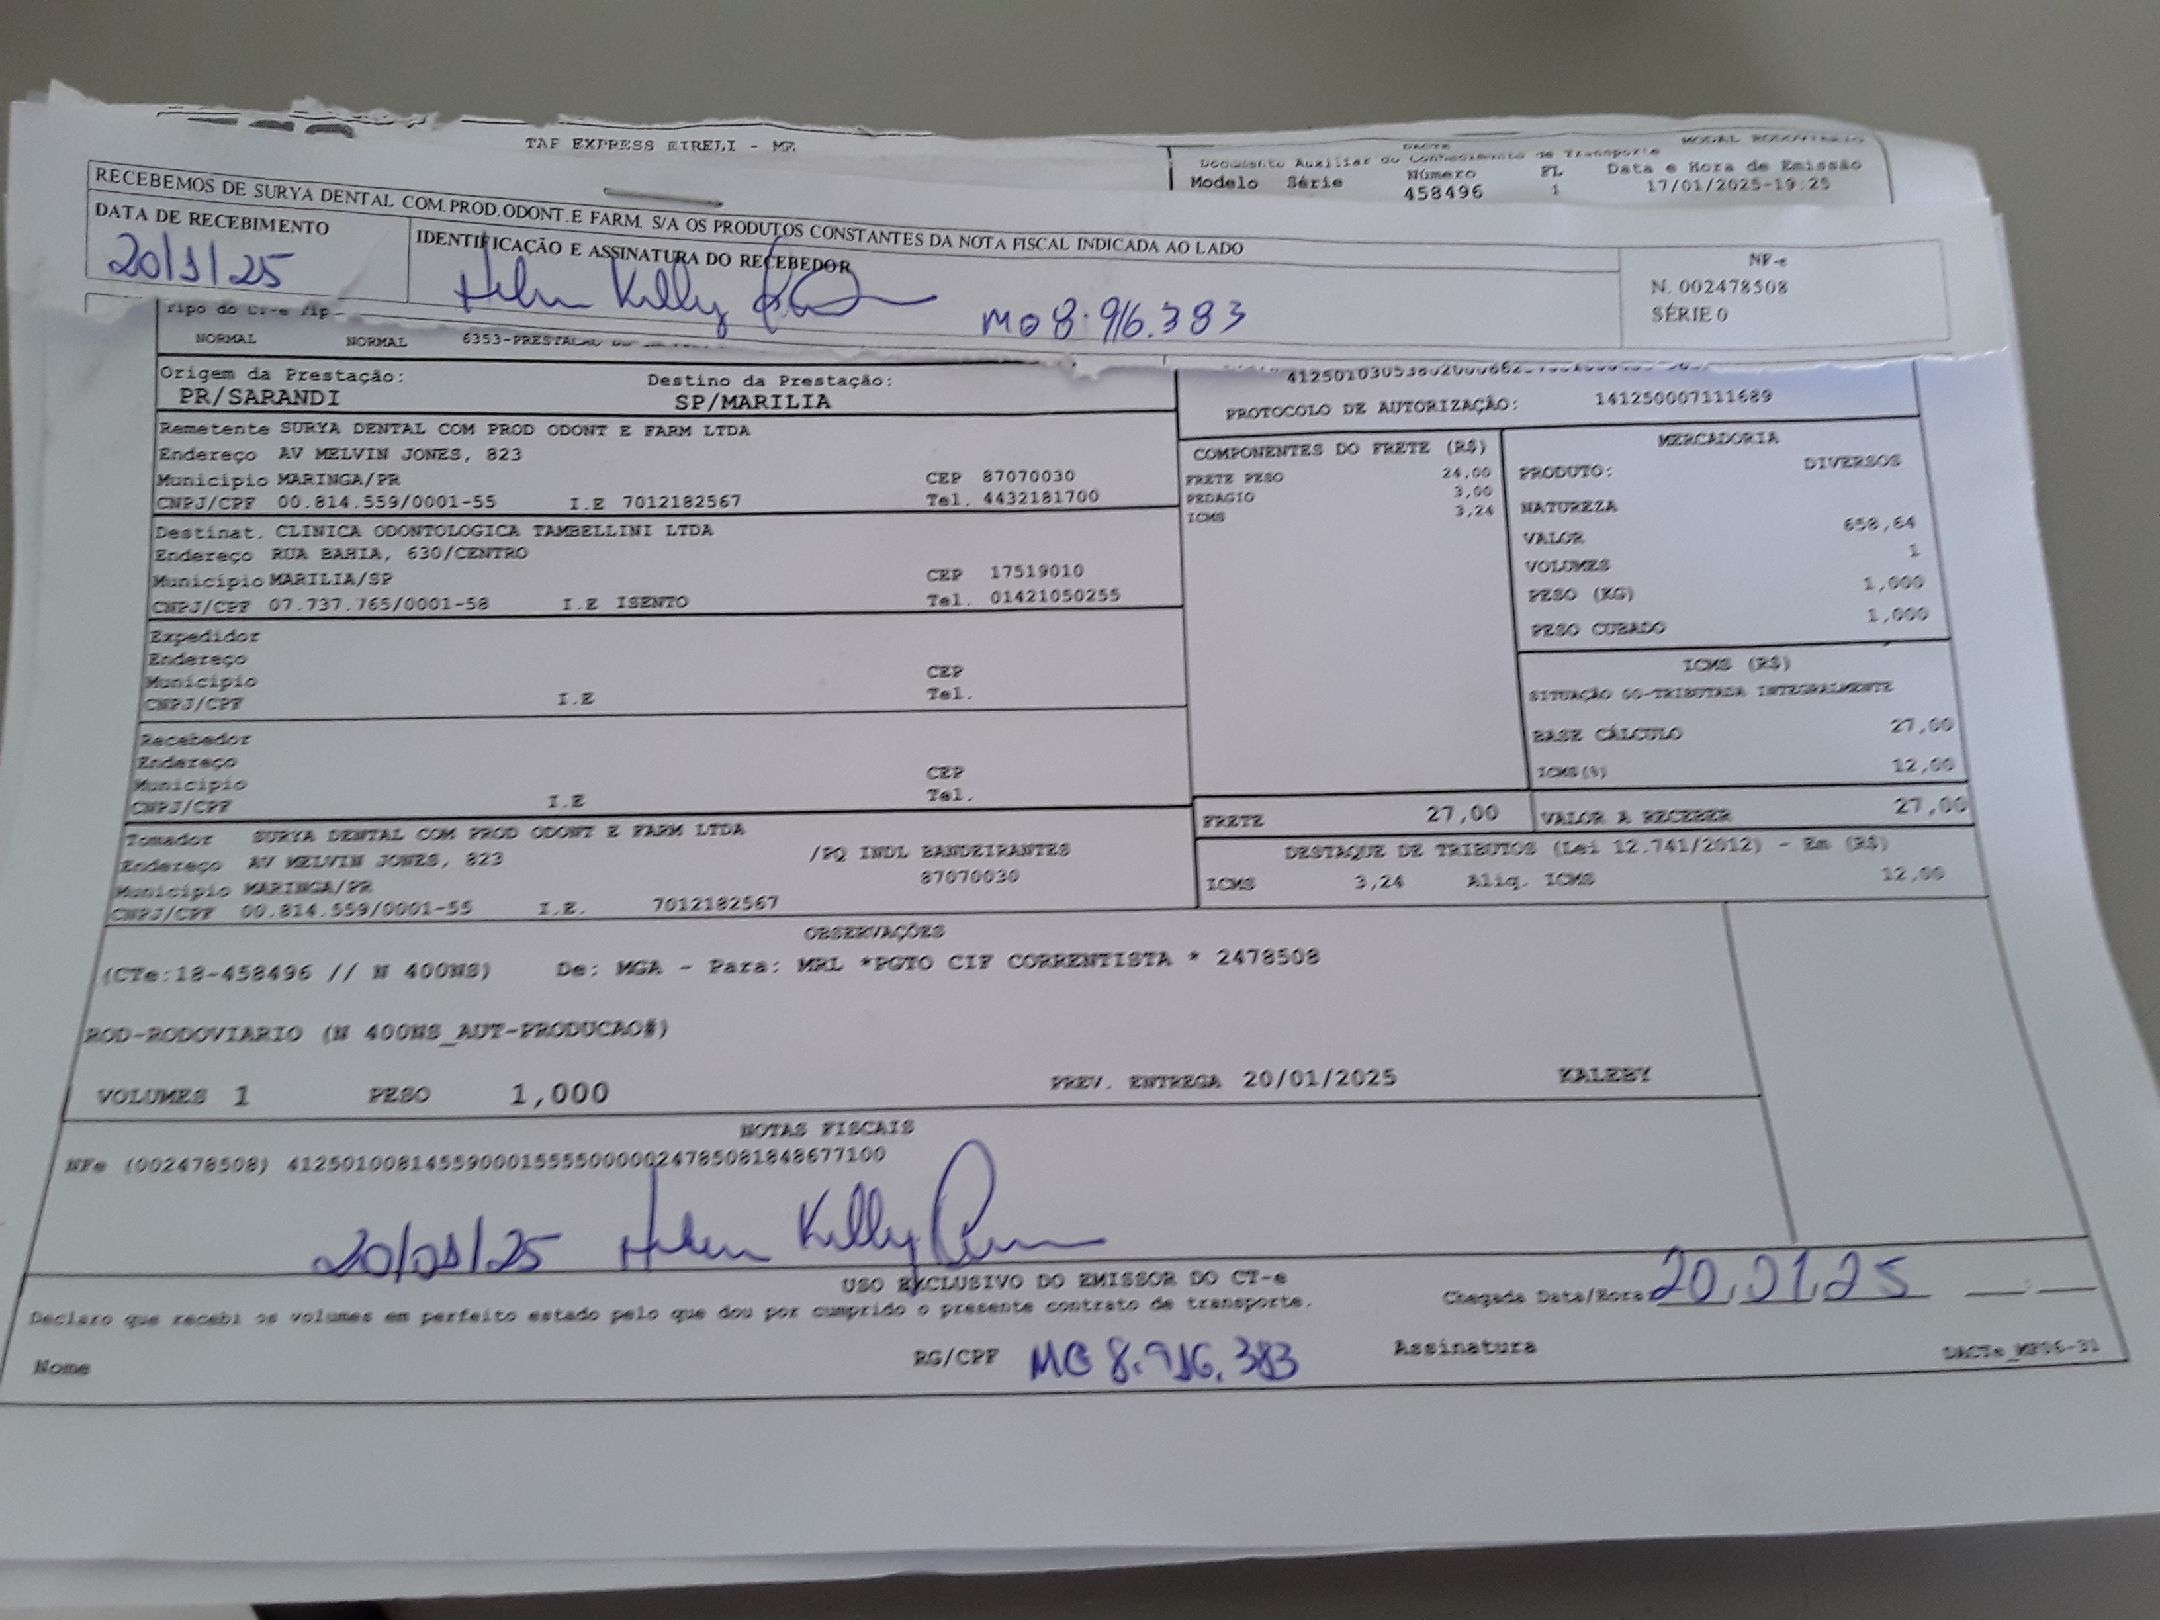 TAF EXPRESS EIRELI - ME
DACTE
MODAL RODOVIARIO
Documento Auxiliar do Conhecimento de Transporte
Modelo Série Número FL Data e Hora de Emissão
458496 1 17/01/2025-19:25
RECEBEMOS DE SURYA DENTAL COM.PROD.ODONT.E FARM. S/A OS PRODUTOS CONSTANTES DA NOTA FISCAL INDICADA AO LADO
DATA DE RECEBIMENTO
20/1/25
IDENTIFICAÇÃO E ASSINATURA DO RECEBEDOR
Kelly
MG 8.916.383
NF-e
N. 002478508
SÉRIE 0
Tipo do CT-e
NORMAL NORMAL 6353-PRESTACAO
Origem da Prestação: Destino da Prestação:
PR/SARANDI SP/MARILIA
PROTOCOLO DE AUTORIZAÇÃO: 141250007111689
Remetente SURYA DENTAL COM PROD ODONT E FARM LTDA
Endereço AV MELVIN JONES, 823
Município MARINGA/PR CEP 87070030
CNPJ/CPF 00.814.559/0001-55 I.E 7012182567 Tel. 4432181700
Destinat. CLINICA ODONTOLOGICA TAMBELLINI LTDA
Endereço RUA BAHIA, 630/CENTRO
Município MARILIA/SP CEP 17519010
CNPJ/CPF 07.737.765/0001-58 I.E ISENTO Tel. 01421050255
Expedidor
Endereço
Município CEP
CNPJ/CPF I.E Tel.
Recebedor
Endereço
Município CEP
CNPJ/CPF I.E Tel.
Tomador SURYA DENTAL COM PROD ODONT E FARM LTDA
Endereço AV MELVIN JONES, 823 /PQ INDL BANDEIRANTES
Município MARINGA/PR 87070030
CNPJ/CPF 00.814.559/0001-55 I.E. 7012182567
COMPONENTES DO FRETE (R$)
FRETE PESO 24,00
PEDAGIO 3,00
ICMS 3,24
MERCADORIA
PRODUTO: DIVERSOS
NATUREZA
VALOR 658,64
VOLUMES 1
PESO (KG) 1,000
PESO CUBADO 1,000
ICMS (R$)
SITUAÇÃO 00-TRIBUTADA INTEGRALMENTE
BASE CÁLCULO 27,00
ICMS(%) 12,00
FRETE 27,00 VALOR A RECEBER 27,00
DESTAQUE DE TRIBUTOS (Lei 12.741/2012) - Em (R$)
ICMS 3,24 Aliq. ICMS 12,00
OBSERVAÇÕES
(CTe:18-458496 // N 400NS) De: MGA - Para: MRL *PGTO CIF CORRENTISTA * 2478508
ROD-RODOVIARIO (N 400NS_AUT-PRODUCAO#)
VOLUMES 1 PESO 1,000 PREV. ENTREGA 20/01/2025 KALEBY
NOTAS FISCAIS
NFe (002478508) 41250100814559000155550000024785081848677100
20/01/25 Kelly
USO EXCLUSIVO DO EMISSOR DO CT-e
Declaro que recebi os volumes em perfeito estado pelo que dou por cumprido o presente contrato de transporte.
Chegada Data/Hora 20.01.25
Nome RG/CPF MG 8.916.383 Assinatura